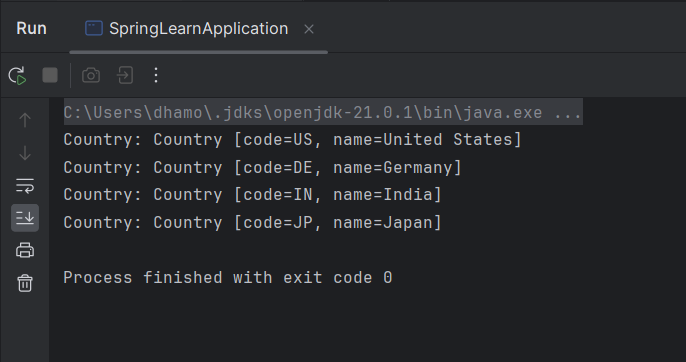 Run SpringLearnApplication
C:\Users\dhamo\.jdks\openjdk-21.0.1\bin\java.exe ...
Country: Country [code=US, name=United States]
Country: Country [code=DE, name=Germany]
Country: Country [code=IN, name=India]
Country: Country [code=JP, name=Japan]
Process finished with exit code 0